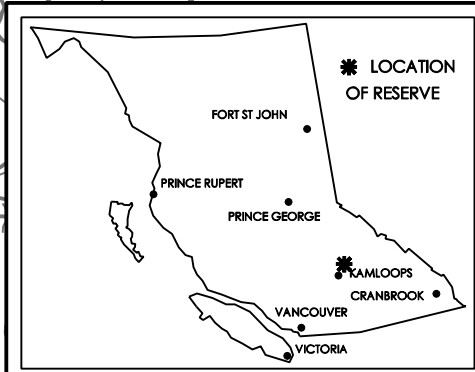 LOCATION
OF RESERVE
FORT ST JOHN
PRINCE RUPERT
PRINCE GEORGE
KAMLOOPS
CRANBROOK
VANCOUVER
VICTORIA